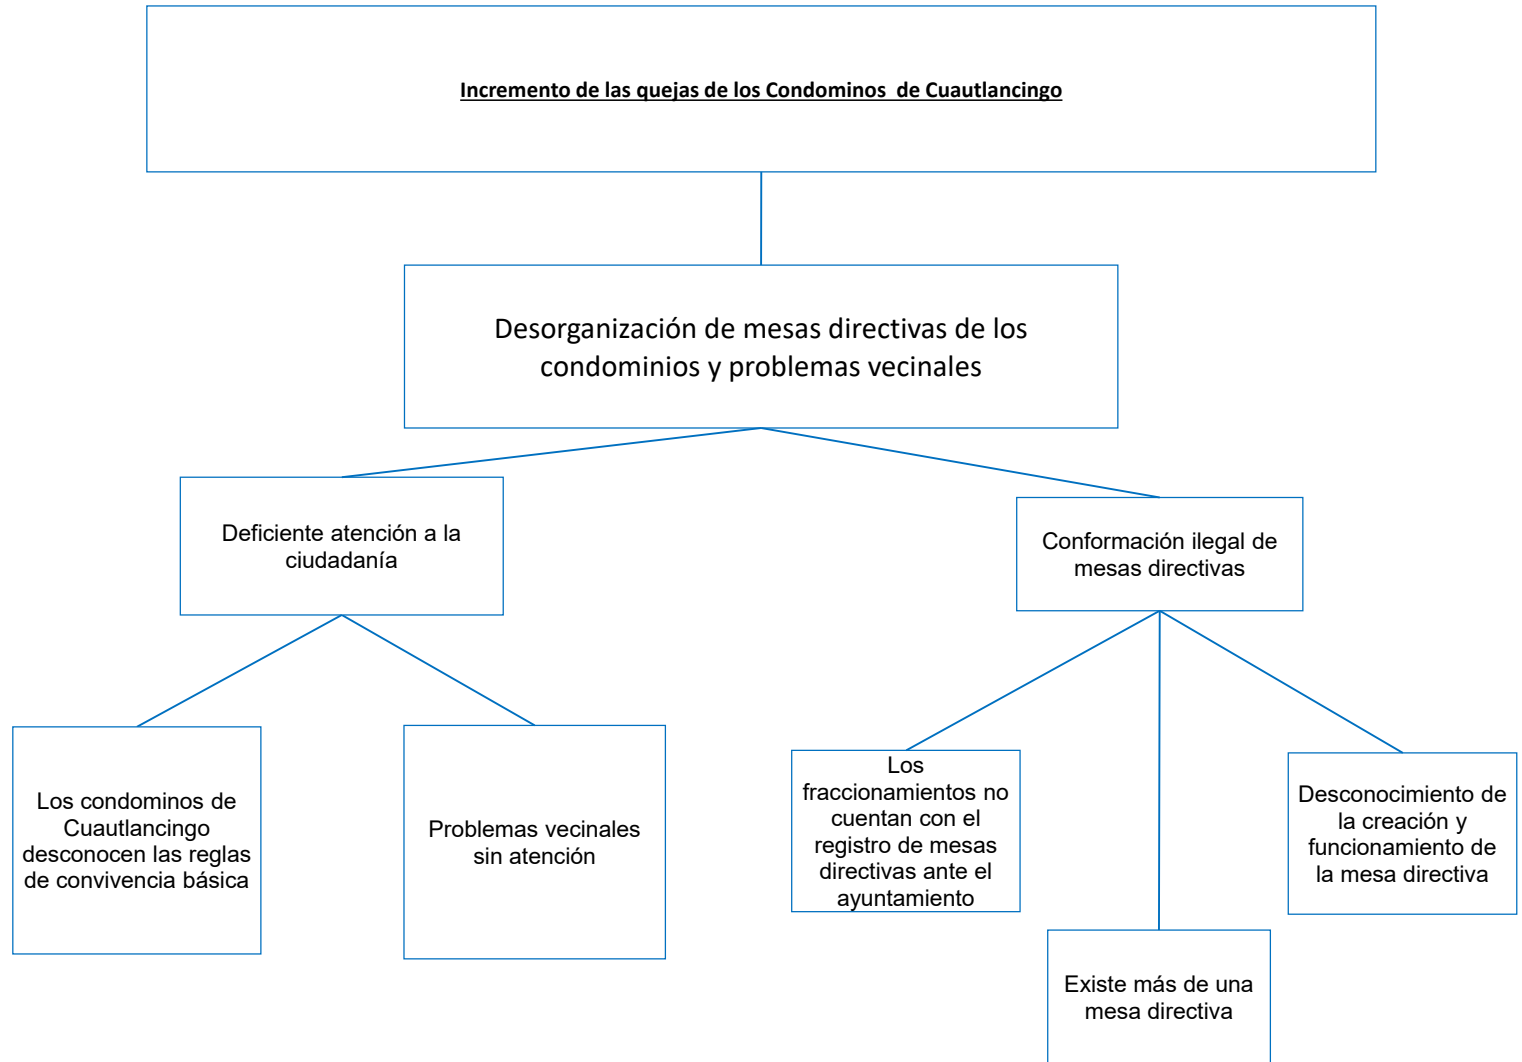 Incremento de las quejas de los Condominos  de Cuautlancingo
Desorganización de mesas directivas de los
condominios y problemas vecinales
Deficiente atención a la
ciudadanía
Conformación ilegal de
mesas directivas
Los condominos de
Cuautlancingo
desconocen las reglas
de convivencia básica
Problemas vecinales
sin atención
Los
fraccionamientos no
cuentan con el
registro de mesas
directivas ante el
ayuntamiento
Existe más de una
mesa directiva
Desconocimiento de
la creación y
funcionamiento de
la mesa directiva